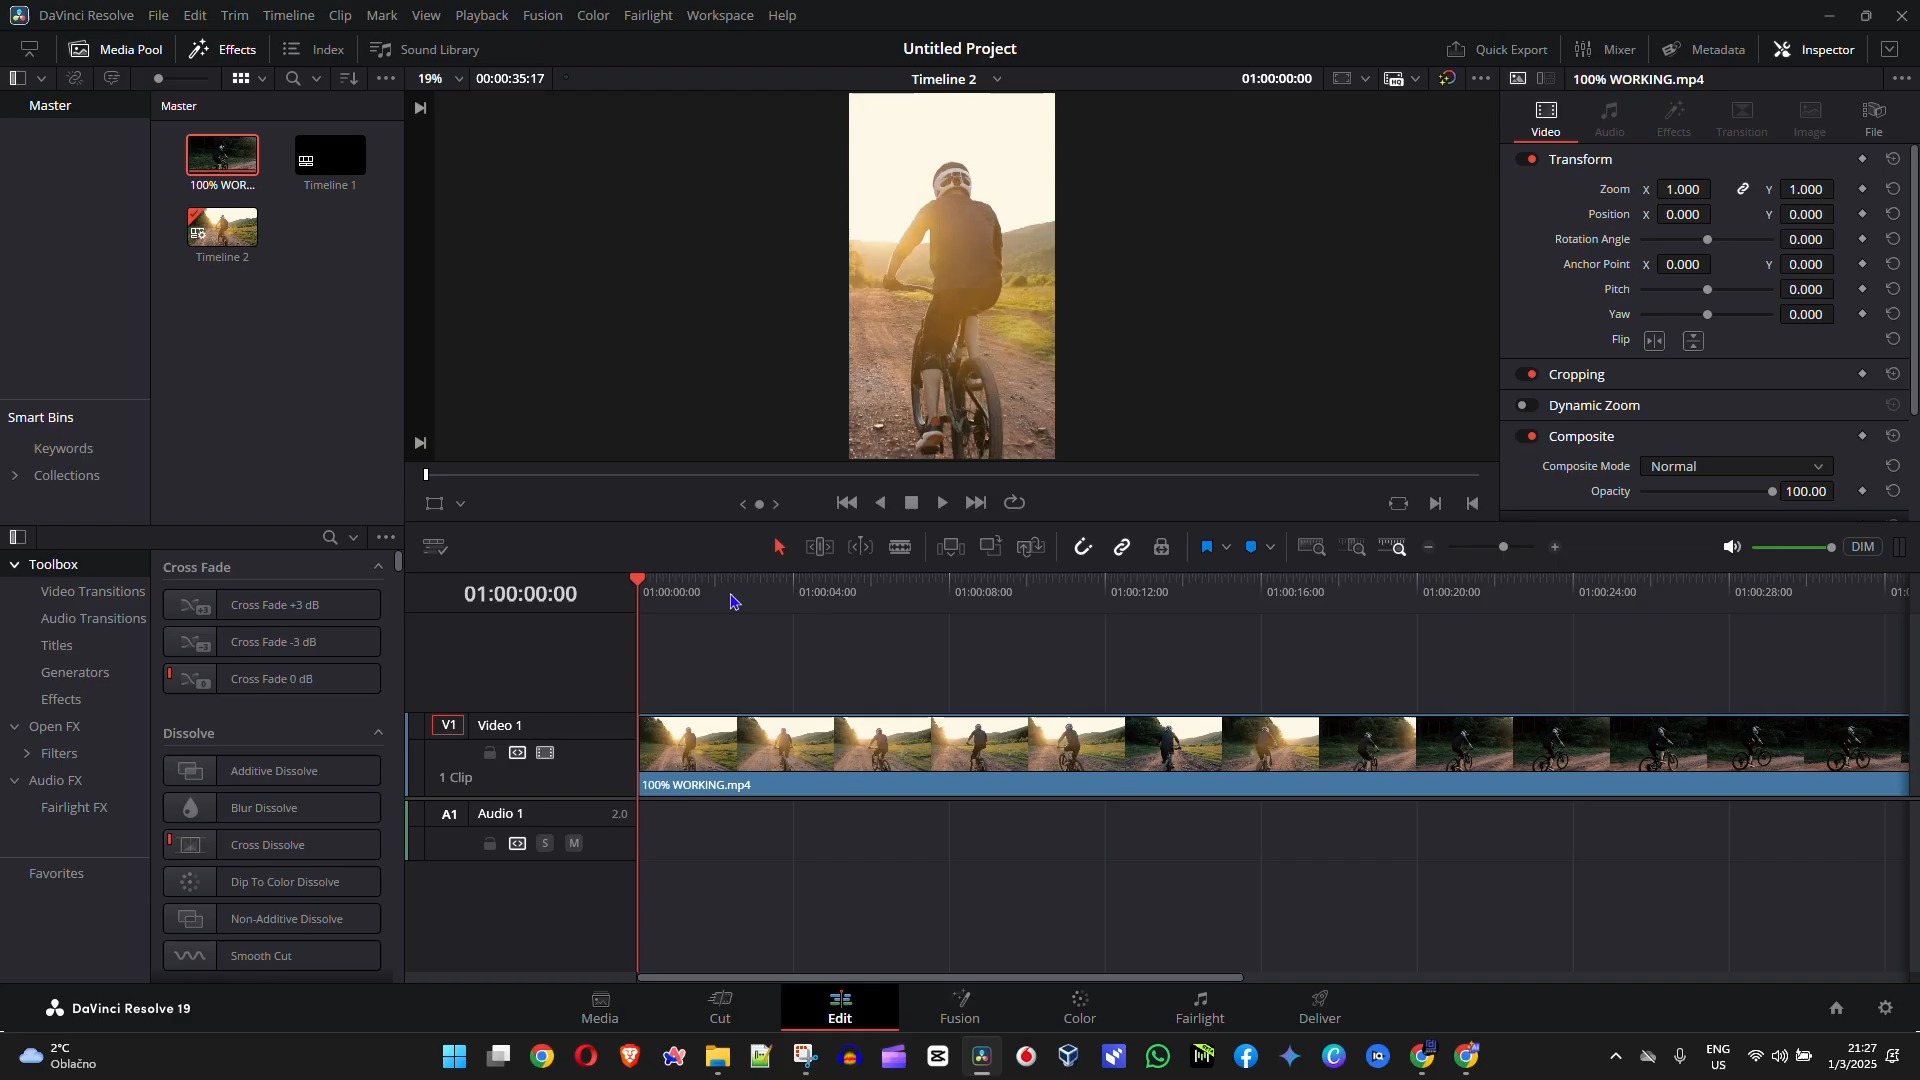 DaVinci Resolve File Edit Trim Timeline Clip Mark View Playback Fusion Color Fairlight Workspace Help
Media Pool Effects Index Sound Library Untitled Project Quick Export Mixer Metadata Inspector
19% 00:00:35:17 Timeline 2 01:00:00:00 100% WORKING.mp4
Master Master
100% WOR... Timeline 1
Timeline 2
Smart Bins
Keywords
Collections
Video Audio Effects Transition Image File
Transform
Zoom X 1.000 Y 1.000
Position X 0.000 Y 0.000
Rotation Angle 0.000
Anchor Point X 0.000 Y 0.000
Pitch 0.000
Yaw 0.000
Flip
Cropping
Dynamic Zoom
Composite
Composite Mode Normal
Opacity 100.00
DIM
Toolbox
Video Transitions
Audio Transitions
Titles
Generators
Effects
Open FX
Filters
Audio FX
Fairlight FX
Favorites
Cross Fade
+3 Cross Fade +3 dB
-3 Cross Fade -3 dB
0 Cross Fade 0 dB
Dissolve
Additive Dissolve
Blur Dissolve
Cross Dissolve
Dip To Color Dissolve
Non-Additive Dissolve
Smooth Cut
01:00:00:00 01:00:00:00 01:00:04:00 01:00:08:00 01:00:12:00 01:00:16:00 01:00:20:00 01:00:24:00 01:00:28:00 01:0
V1 Video 1
1 Clip
100% WORKING.mp4
A1 Audio 1 2.0
S M
DaVinci Resolve 19
Media Cut Edit Fusion Color Fairlight Deliver
2°C
Oblačno
ENG
US
21:27
1/3/2025